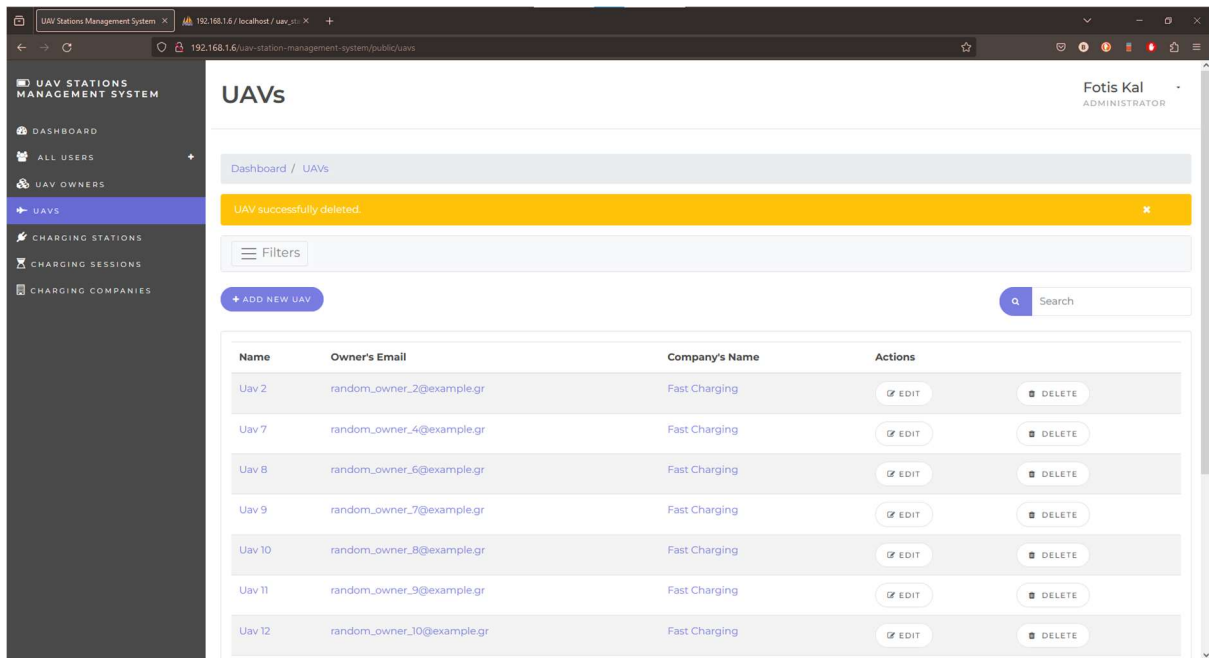 UAV Stations Management System
192.168.1.6 / localhost / uav_sta
192.168.1.6/uav-station-management-system/public/uavs
UAV STATIONS
MANAGEMENT SYSTEM
DASHBOARD
ALL USERS
UAV OWNERS
UAVS
CHARGING STATIONS
CHARGING SESSIONS
CHARGING COMPANIES
UAVs
Fotis Kal
ADMINISTRATOR
Dashboard / UAVs
UAV successfully deleted.
Filters
+ ADD NEW UAV
Search
Name Owner's Email Company's Name Actions
Uav 2 random_owner_2@example.gr Fast Charging EDIT DELETE
Uav 7 random_owner_4@example.gr Fast Charging EDIT DELETE
Uav 8 random_owner_6@example.gr Fast Charging EDIT DELETE
Uav 9 random_owner_7@example.gr Fast Charging EDIT DELETE
Uav 10 random_owner_8@example.gr Fast Charging EDIT DELETE
Uav 11 random_owner_9@example.gr Fast Charging EDIT DELETE
Uav 12 random_owner_10@example.gr Fast Charging EDIT DELETE